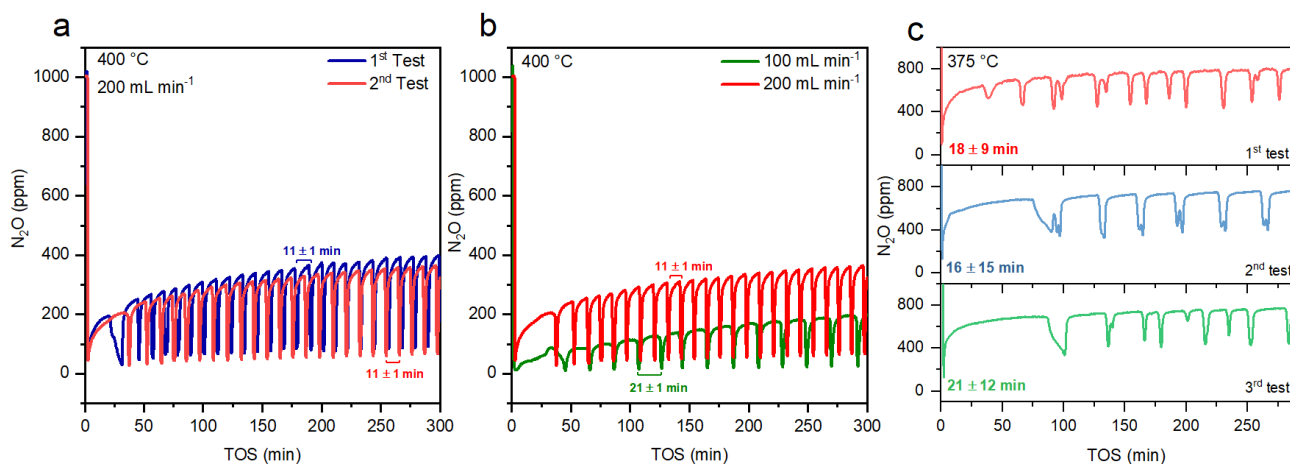 a
400 °C
200 mL min⁻¹
1st Test
2nd Test
N₂O (ppm)
1000
800
600
400
200
0
11 ± 1 min
11 ± 1 min
0 50 100 150 200 250 300
TOS (min)
b
400 °C
100 mL min⁻¹
200 mL min⁻¹
N₂O (ppm)
1000
800
600
400
200
0
11 ± 1 min
21 ± 1 min
0 50 100 150 200 250 300
TOS (min)
c
375 °C
N₂O (ppm)
800
400
0
18 ± 9 min
1st test
800
400
0
16 ± 15 min
2nd test
800
400
0
21 ± 12 min
3rd test
0 50 100 150 200 250
TOS (min)